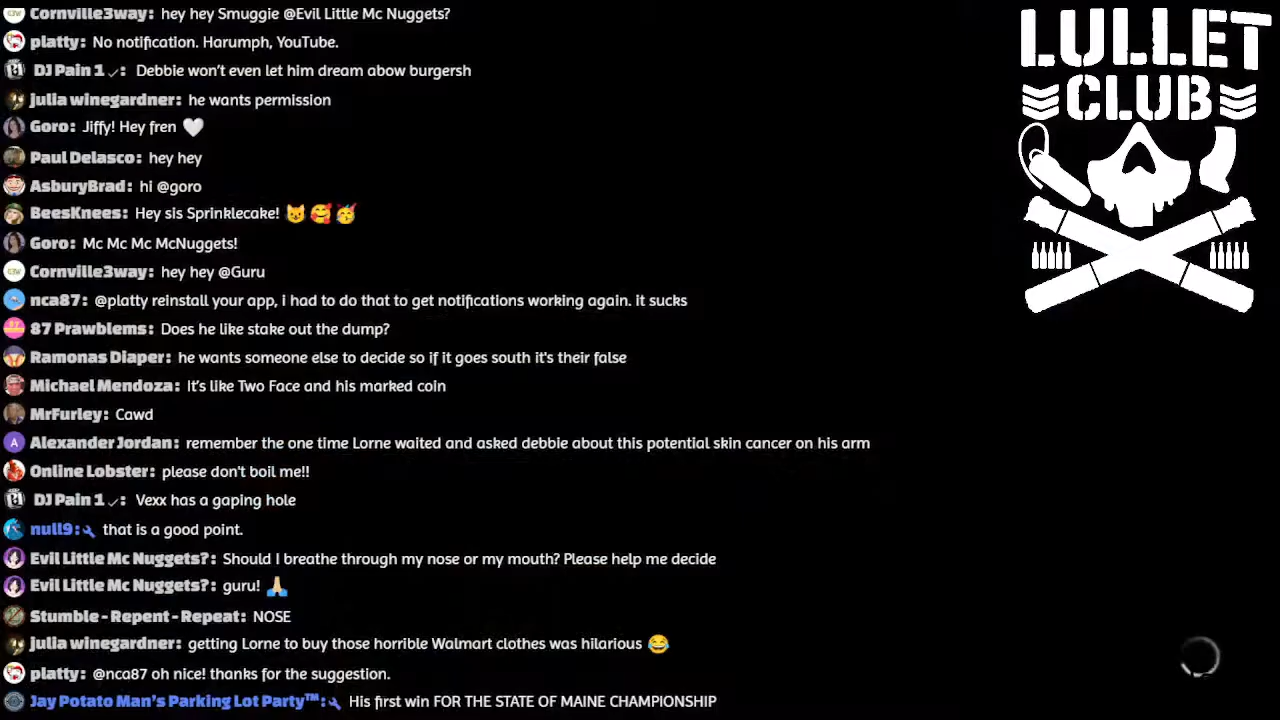 Cornville3way: hey hey Smuggie @Evil Little Mc Nuggets?
platty: No notification. Harumph, YouTube.
DJ Pain 1✓: Debbie won't even let him dream abow burgersh
julia winegardner: he wants permission
Goro: Jiffy! Hey fren 🤍
Paul Delasco: hey hey
AsburyBrad: hi @goro
BeesKnees: Hey sis Sprinklecake! 😺 🥰 🥳
Goro: Mc Mc Mc McNuggets!
Cornville3way: hey hey @Guru
nca87: @platty reinstall your app, i had to do that to get notifications working again. it sucks
87 Prawblems: Does he like stake out the dump?
Ramonas Diaper: he wants someone else to decide so if it goes south it's their false
Michael Mendoza: It's like Two Face and his marked coin
MrFurley: Cawd
Alexander Jordan: remember the one time Lorne waited and asked debbie about this potential skin cancer on his arm
Online Lobster: please don't boil me!!
DJ Pain 1✓: Vexx has a gaping hole
null9:🔧 that is a good point.
Evil Little Mc Nuggets?: Should I breathe through my nose or my mouth? Please help me decide
Evil Little Mc Nuggets?: guru! 🙏🏼
Stumble - Repent - Repeat: NOSE
julia winegardner: getting Lorne to buy those horrible Walmart clothes was hilarious 😂
platty: @nca87 oh nice! thanks for the suggestion.
Jay Potato Man's Parking Lot Party™:🔧 His first win FOR THE STATE OF MAINE CHAMPIONSHIP
LULLET
CLUB